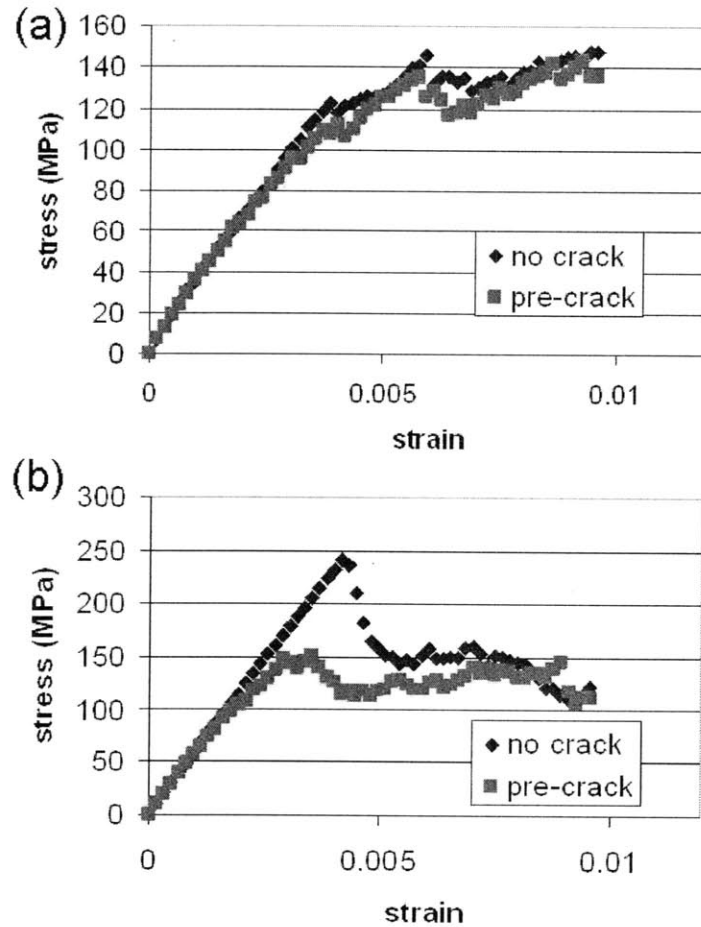 (a)
160
140
120
100
80
60
40
20
0
stress (MPa)
no crack
pre-crack
0 0.005 0.01
strain
(b)
300
250
200
150
100
50
0
stress (MPa)
no crack
pre-crack
0 0.005 0.01
strain